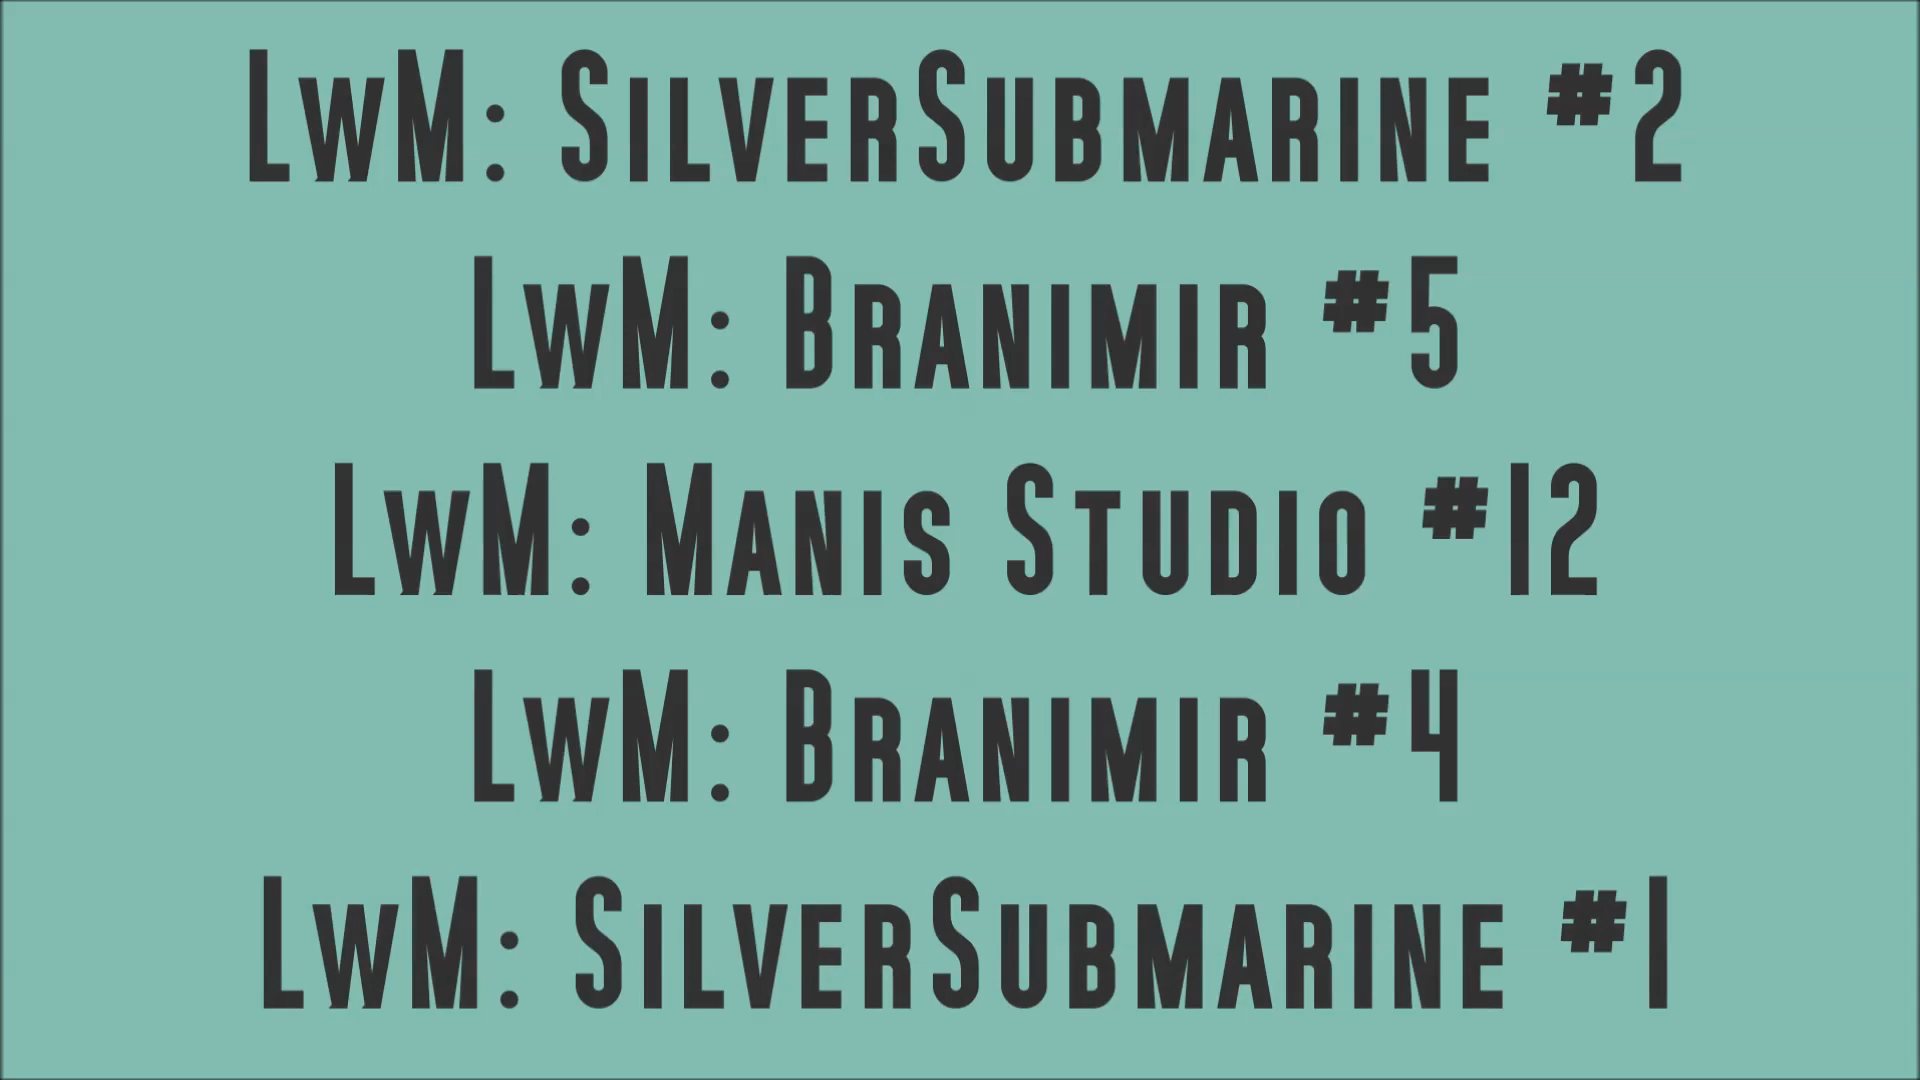 LwM: SilverSubmarine #2
LwM: Branimir #5
LwM: Manis Studio #12
LwM: Branimir #4
LwM: SilverSubmarine #1